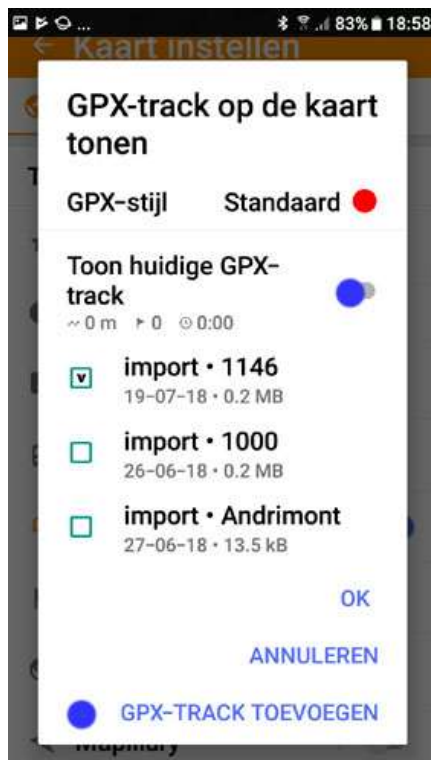 ... 83% 18:58
Kaart instellen
GPX-track op de kaart
tonen
GPX-stijl Standaard
Toon huidige GPX-
track
0 m 0 0:00
v import • 1146
19-07-18 • 0.2 MB
import • 1000
26-06-18 • 0.2 MB
import • Andrimont
27-06-18 • 13.5 kB
OK
ANNULEREN
GPX-TRACK TOEVOEGEN
Mapillary